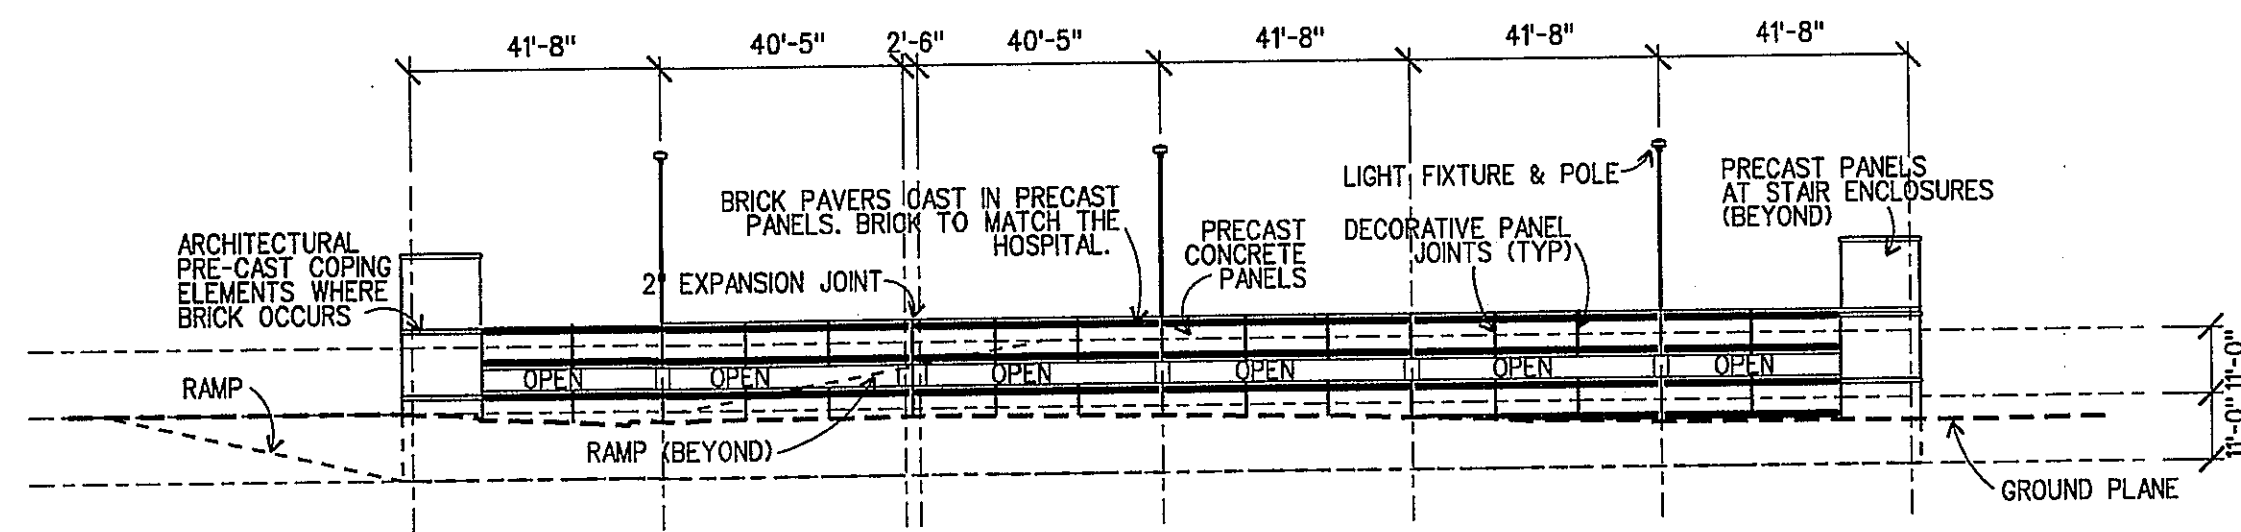 41'-8"
40'-5"
2'-6"
40'-5"
41'-8"
41'-8"
41'-8"
LIGHT FIXTURE & POLE
PRECAST PANELS
AT STAIR ENCLOSURES
(BEYOND)
BRICK PAVERS CAST IN PRECAST
PANELS. BRICK TO MATCH THE
HOSPITAL.
PRECAST
CONCRETE
PANELS
DECORATIVE PANEL
JOINTS (TYP)
ARCHITECTURAL
PRE-CAST COPING
ELEMENTS WHERE
BRICK OCCURS
2" EXPANSION JOINT
OPEN
OPEN
OPEN
OPEN
OPEN
OPEN
11'-0"
11'-0"
RAMP
RAMP (BEYOND)
GROUND PLANE